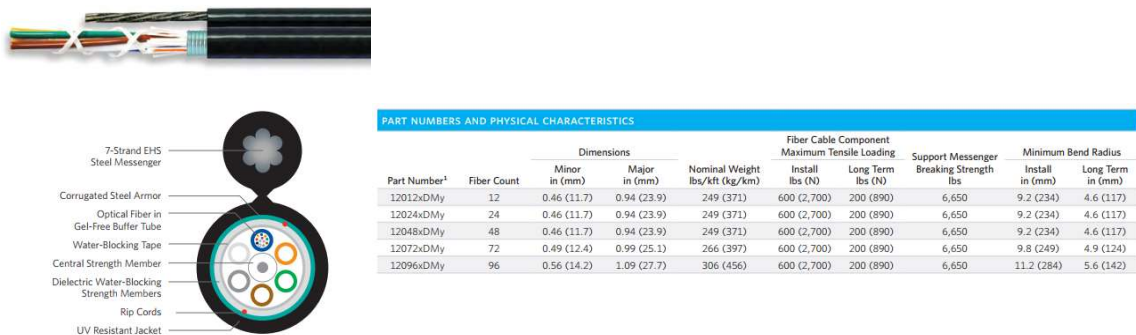 7-Strand EHS
Steel Messenger
Corrugated Steel Armor
Optical Fiber in
Gel-Free Buffer Tube
Water-Blocking Tape
Central Strength Member
Dielectric Water-Blocking
Strength Members
Rip Cords
UV Resistant Jacket
PART NUMBERS AND PHYSICAL CHARACTERISTICS
Part Number¹ Fiber Count Dimensions Minor in (mm) Major in (mm) Nominal Weight lbs/kft (kg/km) Fiber Cable Component Maximum Tensile Loading Install lbs (N) Long Term lbs (N) Support Messenger Breaking Strength lbs Minimum Bend Radius Install in (mm) Long Term in (mm)
12012xDMy 12 0.46 (11.7) 0.94 (23.9) 249 (371) 600 (2,700) 200 (890) 6,650 9.2 (234) 4.6 (117)
12024xDMy 24 0.46 (11.7) 0.94 (23.9) 249 (371) 600 (2,700) 200 (890) 6,650 9.2 (234) 4.6 (117)
12048xDMy 48 0.46 (11.7) 0.94 (23.9) 249 (371) 600 (2,700) 200 (890) 6,650 9.2 (234) 4.6 (117)
12072xDMy 72 0.49 (12.4) 0.99 (25.1) 266 (397) 600 (2,700) 200 (890) 6,650 9.8 (249) 4.9 (124)
12096xDMy 96 0.56 (14.2) 1.09 (27.7) 306 (456) 600 (2,700) 200 (890) 6,650 11.2 (284) 5.6 (142)